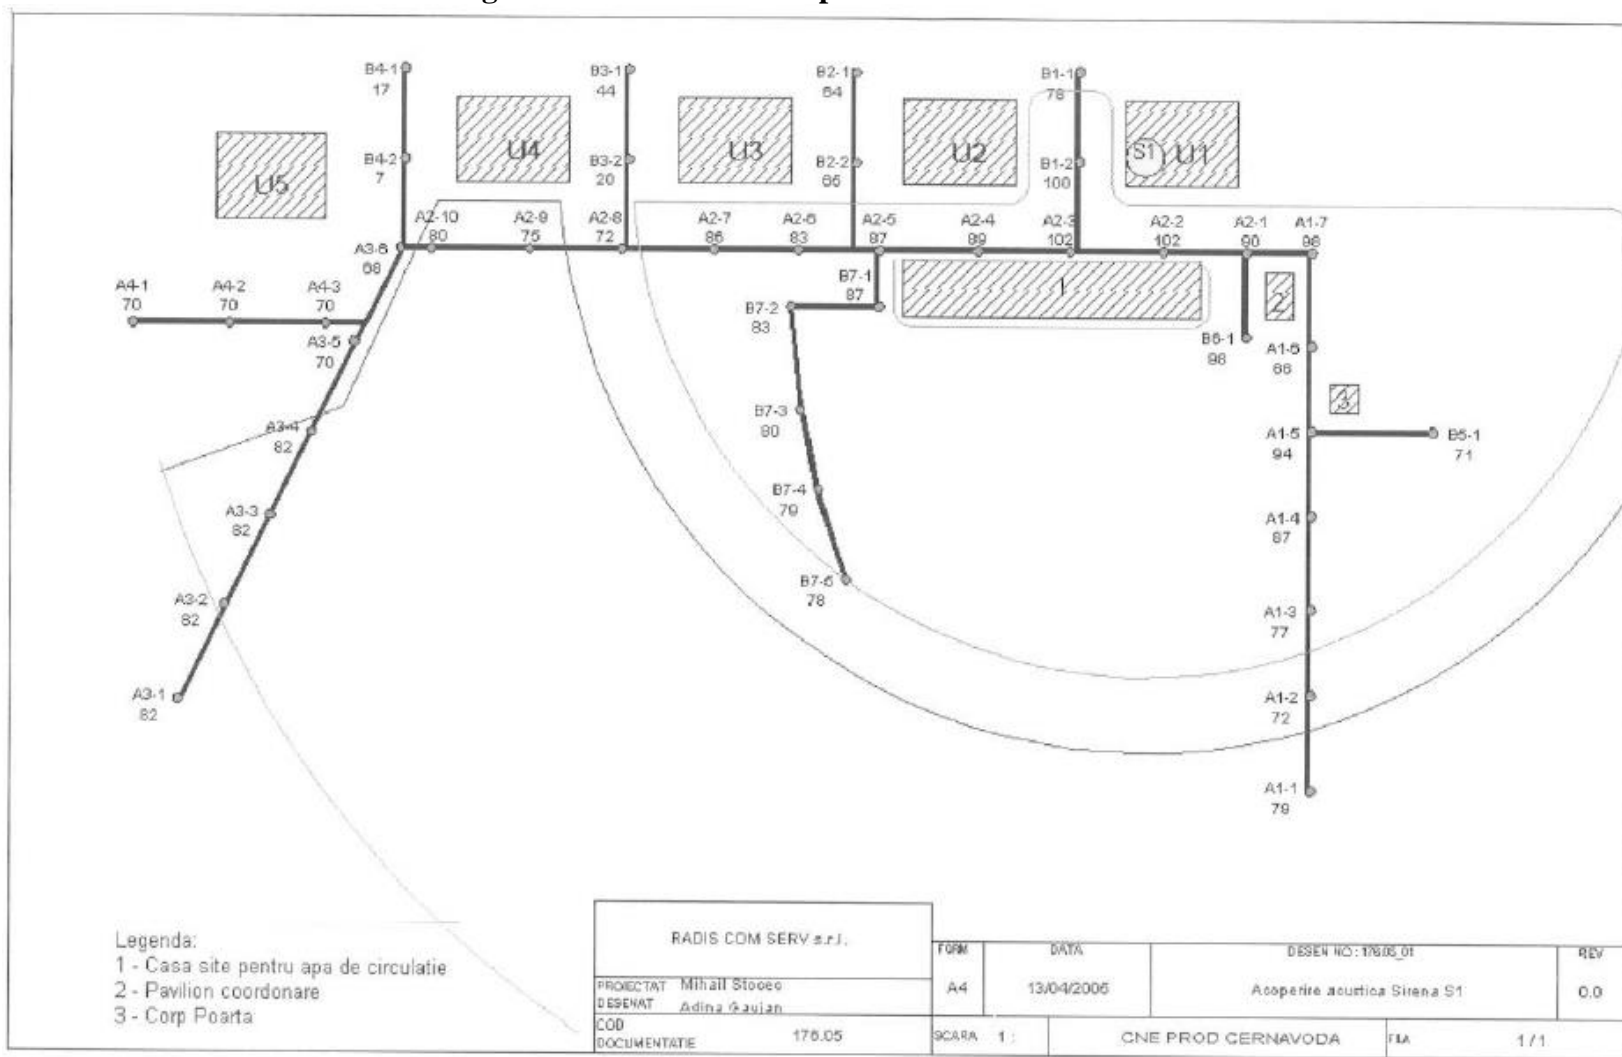 B4-1
17
B3-1
44
B2-1
64
B1-1
78
B4-2
7
B3-2
20
B2-2
66
B1-2
100
U5
U4
U3
U2
S1
U1
A2-10
80
A2-9
75
A2-8
72
A2-7
86
A2-6
83
A2-5
87
A2-4
89
A2-3
102
A2-2
102
A2-1
90
A1-7
98
A3-6
68
A4-1
70
A4-2
70
A4-3
70
A3-5
70
B7-1
87
B7-2
83
1
2
B6-1
98
A1-6
A3-4
82
B7-3
80
3
A1-5
94
B5-1
71
A3-3
82
B7-4
79
A1-4
87
A3-2
82
78
A1-3
77
A3-1
82
A1-2
72
A1-1
79
Legenda:
1 - Casa site pentru apa de circulatie
2 - Pavilion coordonare
3 - Corp Poarta
RADIS COM SERV s.r.l.
PROIECTAT Mihail
DESENAT Adina
COD
DOCUMENTATIE 176.05
FORM DATA DESEN NO: 176.05_01 REV
A4 13/04/2006 Acoperire acustica Sirena S1 0.0
SCARA 1 : CNE PROD CERNAVODA FILA 1 / 1